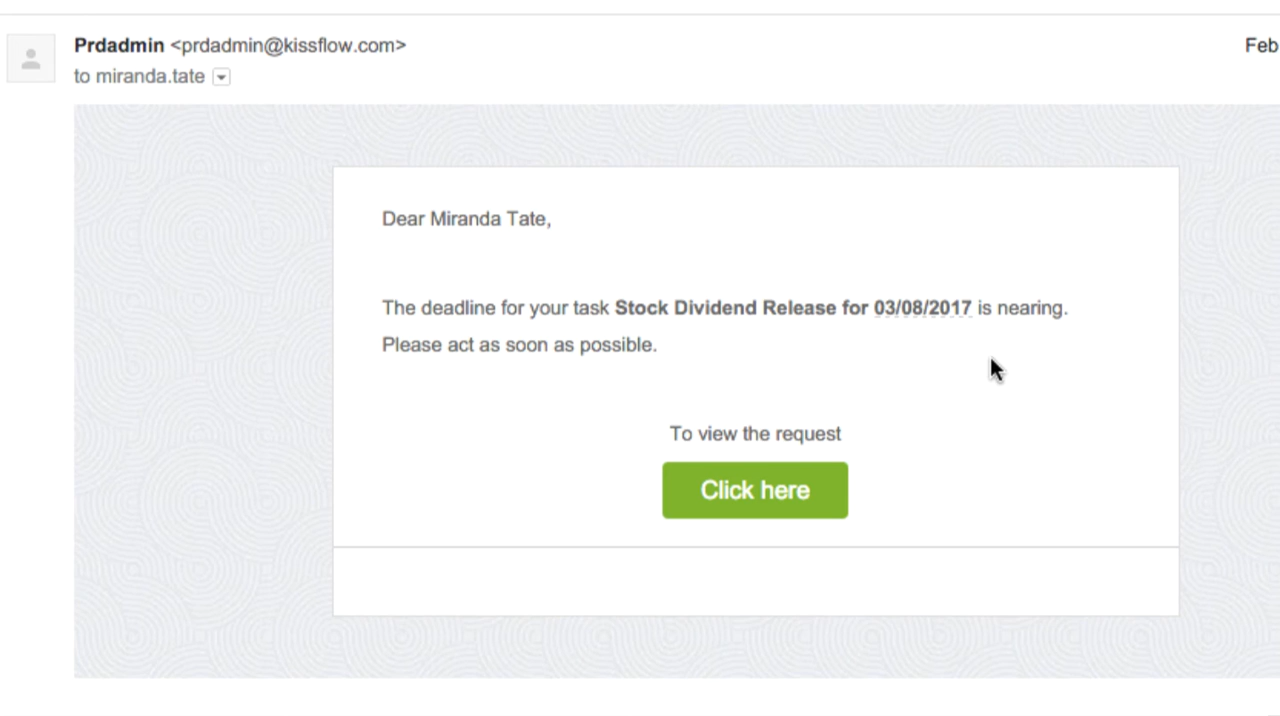 Prdadmin <prdadmin@kissflow.com>
Feb
to miranda.tate
Dear Miranda Tate,
The deadline for your task Stock Dividend Release for 03/08/2017 is nearing.
Please act as soon as possible.
To view the request
Click here